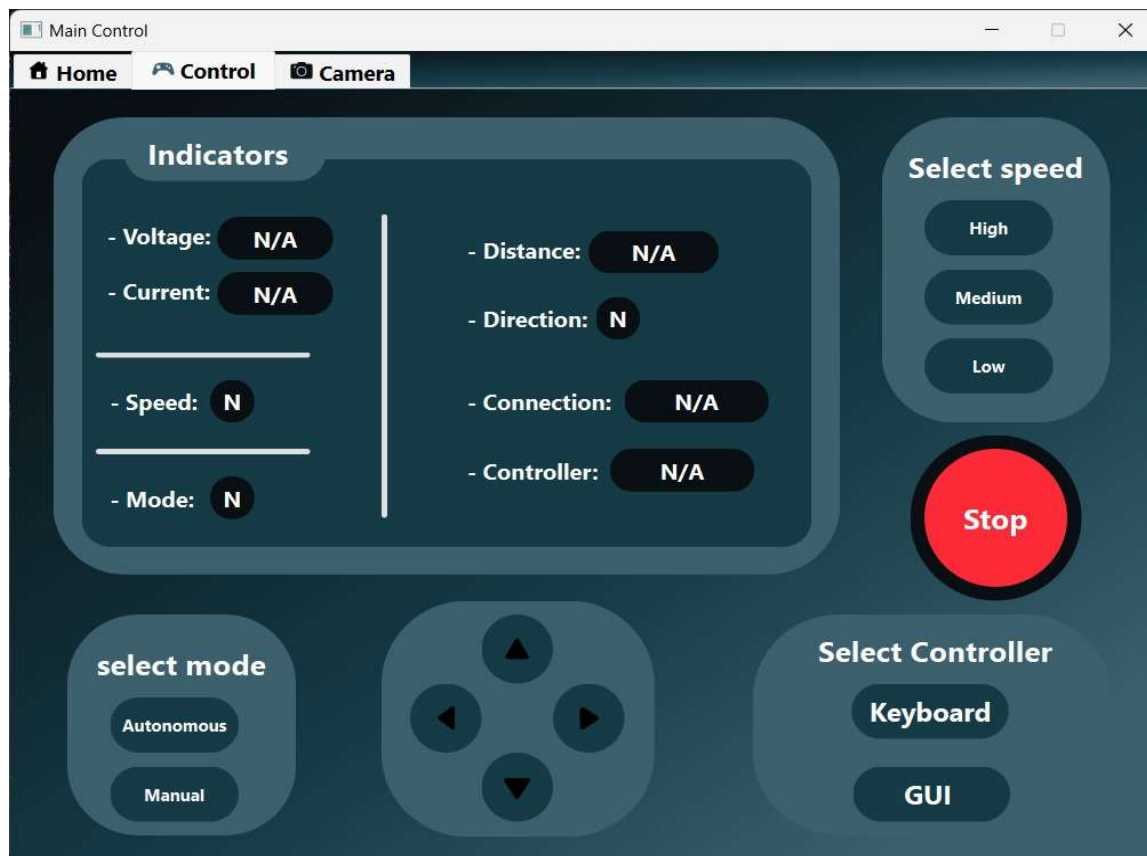 Main Control
Home Control Camera
Indicators
- Voltage: N/A
- Current: N/A
- Speed: N
- Mode: N
- Distance: N/A
- Direction: N
- Connection: N/A
- Controller: N/A
Select speed
High
Medium
Low
Stop
select mode
Autonomous
Manual
Select Controller
Keyboard
GUI